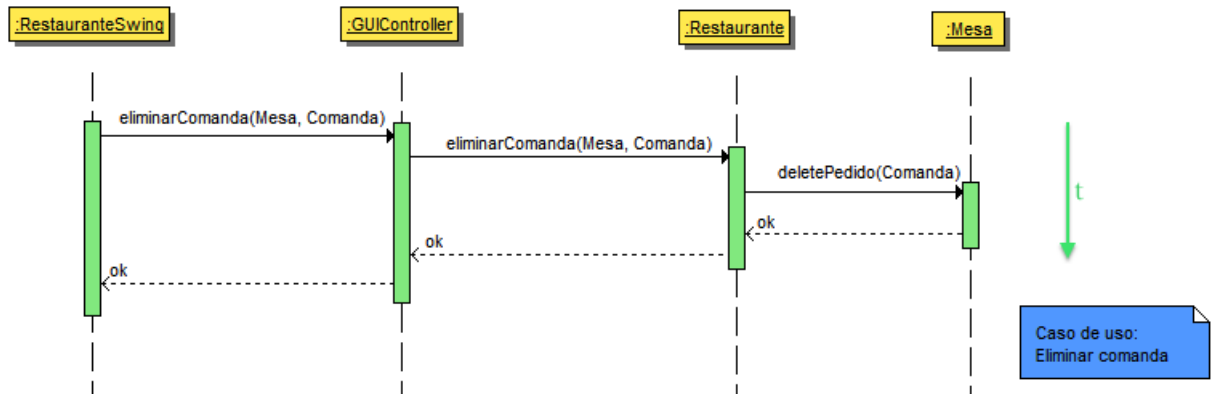 :RestauranteSwing
:GUIController
:Restaurante
:Mesa
eliminarComanda(Mesa, Comanda)
eliminarComanda(Mesa, Comanda)
deletePedido(Comanda)
t
ok
ok
ok
Caso de uso:
Eliminar comanda